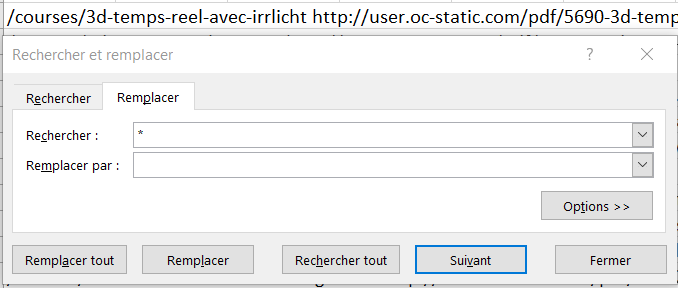 /courses/3d-temps-reel-avec-irrlicht http://user.oc-static.com/pdf/5690-3d-temp
Rechercher et remplacer
?
Rechercher Remplacer
Rechercher : *
Remplacer par :
Options >>
Remplacer tout Remplacer Rechercher tout Suivant Fermer